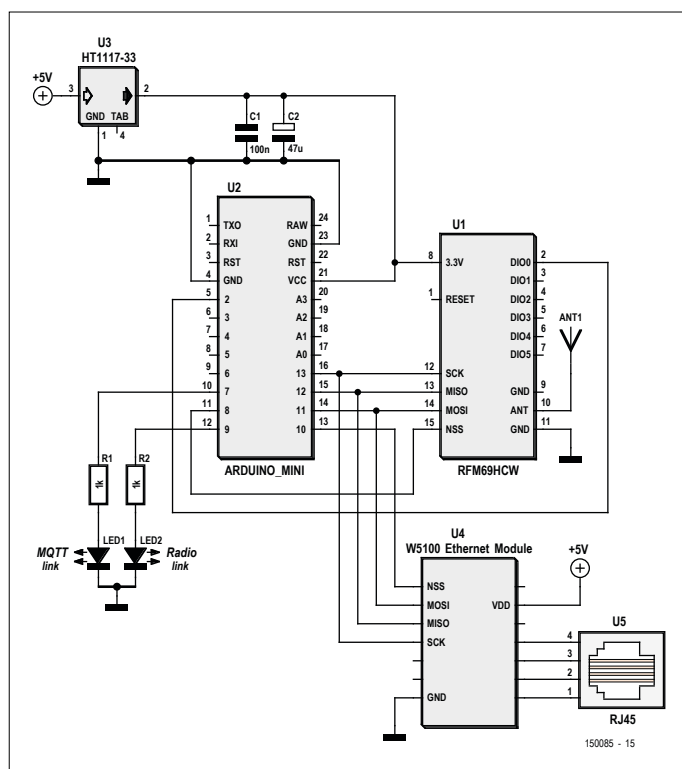 U3
HT1117-33
+5V
3
2
GND TAB
1
4
C1
100n
C2
47u
U2
1 TXO RAW 24
2 RXI GND 23
3 RST RST 22
4 GND VCC 21
5 2 A3 20
6 3 A2 19
7 4 A1 18
8 5 A0 17
9 6 13 16
10 7 12 15
11 8 11 14
12 9 10 13
ARDUINO_MINI
U1
8 3.3V DIO0 2
DIO1 3
1 RESET DIO2 4
DIO3 5
DIO4 6
DIO5 7
12 SCK
13 MISO GND 9
14 MOSI ANT 10
15 NSS GND 11
RFM69HCW
ANT1
R1
1k
R2
1k
LED1
LED2
MQTT
link
Radio
link
U4
W5100 Ethernet Module
NSS
MOSI VDD
MISO
SCK
GND
+5V
U5
4
3
2
1
RJ45
150085 - 15